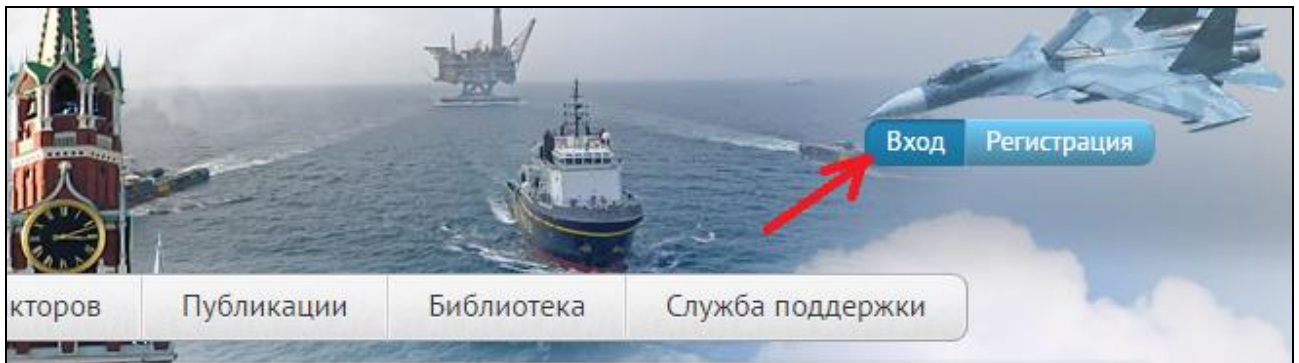 Вход Регистрация
кторов Публикации Библиотека Служба поддержки